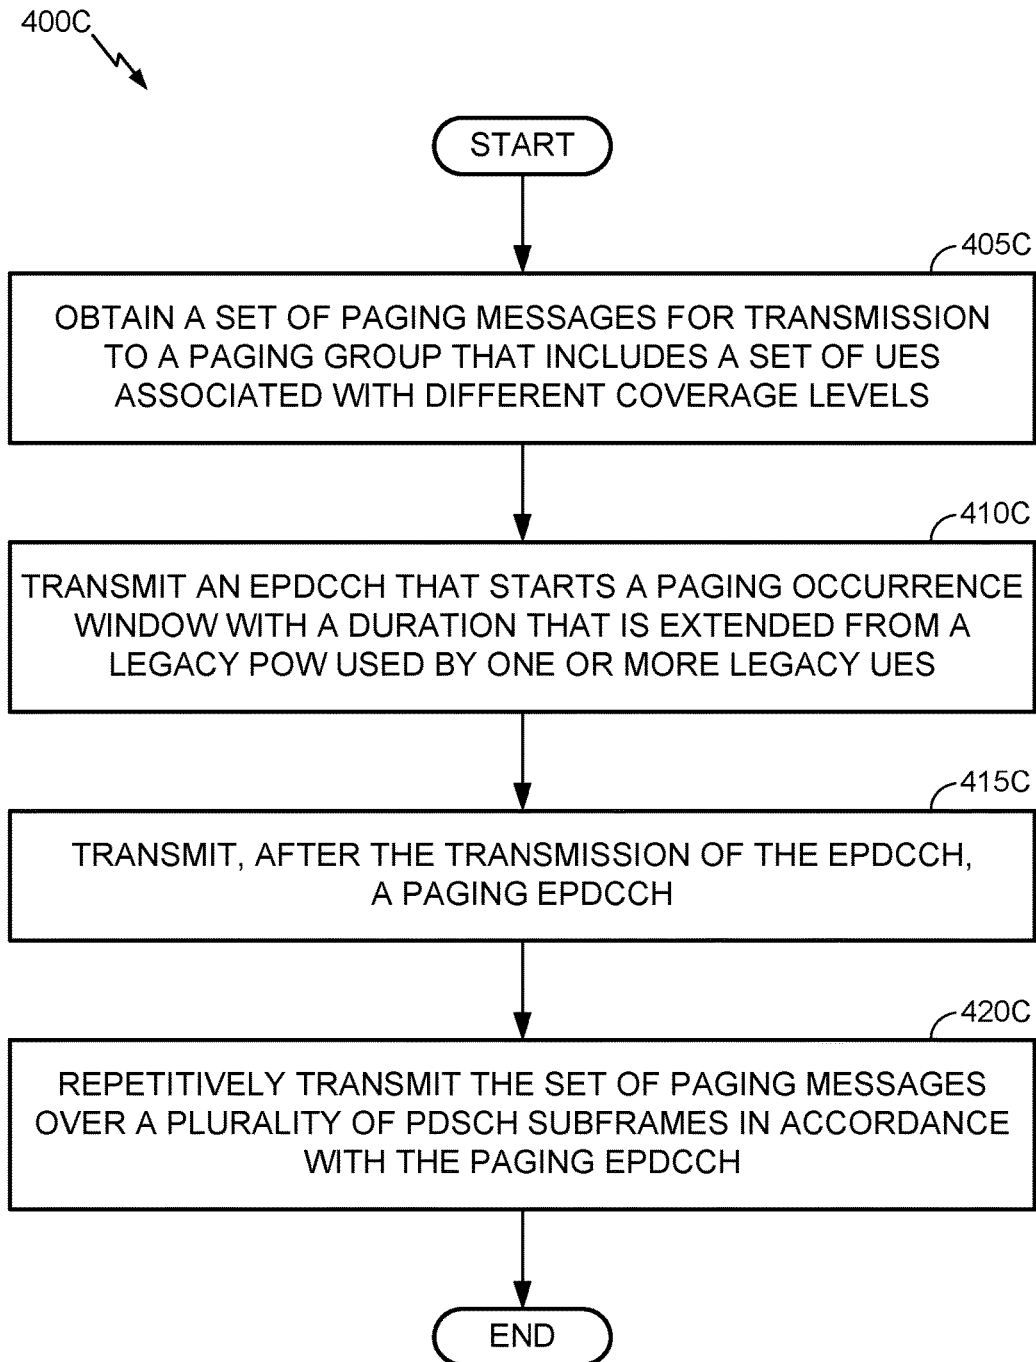 400C
START
405C
OBTAIN A SET OF PAGING MESSAGES FOR TRANSMISSION
TO A PAGING GROUP THAT INCLUDES A SET OF UES
ASSOCIATED WITH DIFFERENT COVERAGE LEVELS
410C
TRANSMIT AN EPDCCH THAT STARTS A PAGING OCCURRENCE
WINDOW WITH A DURATION THAT IS EXTENDED FROM A
LEGACY POW USED BY ONE OR MORE LEGACY UES
415C
TRANSMIT, AFTER THE TRANSMISSION OF THE EPDCCH,
A PAGING EPDCCH
420C
REPETITIVELY TRANSMIT THE SET OF PAGING MESSAGES
OVER A PLURALITY OF PDSCH SUBFRAMES IN ACCORDANCE
WITH THE PAGING EPDCCH
END